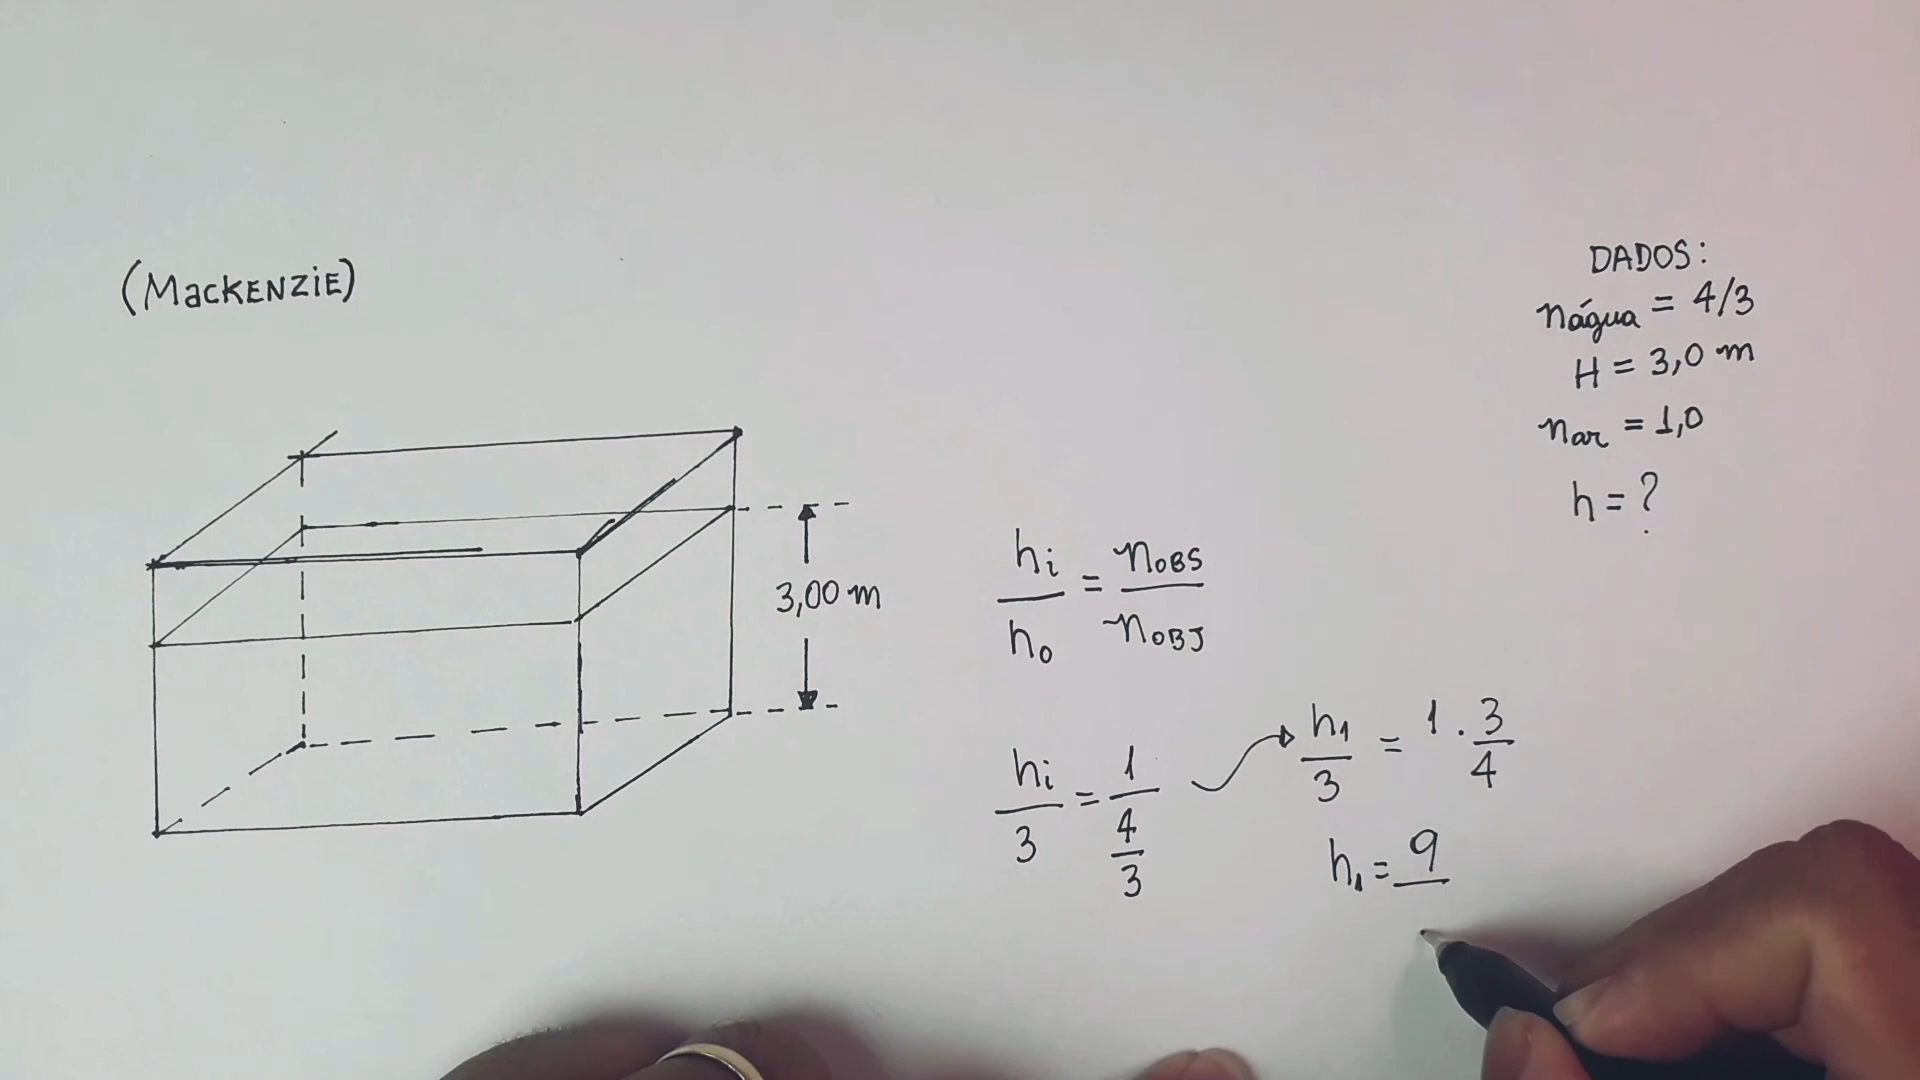 (MackENZiE)
DADOS:
nágua = 4/3
H = 3,0 m
nar = 1,0
h = ?
3,00 m
hi/ho = nOBS/nOBJ
hi/3 = 1/(4/3)
h1/3 = 1 . 3/4
h1 = 9/